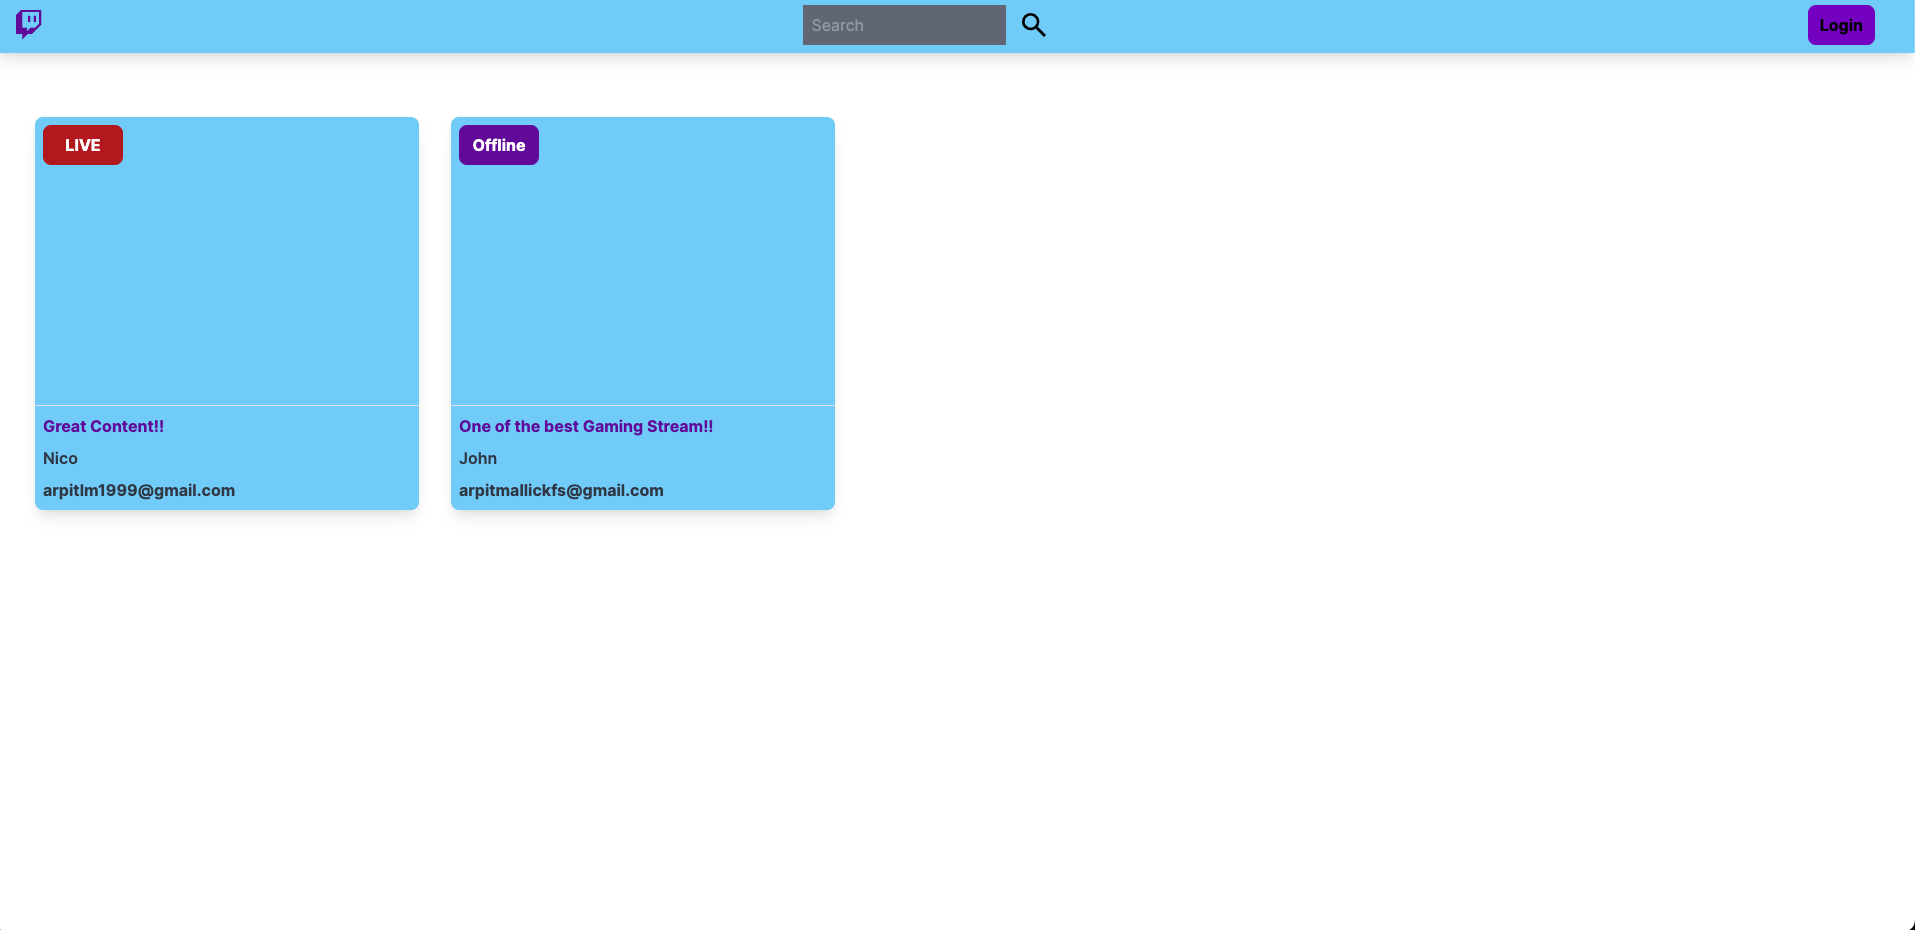 Search
Login
LIVE
Great Content!!
Nico
arpitlm1999@gmail.com
Offline
One of the best Gaming Stream!!
John
arpitmallickfs@gmail.com